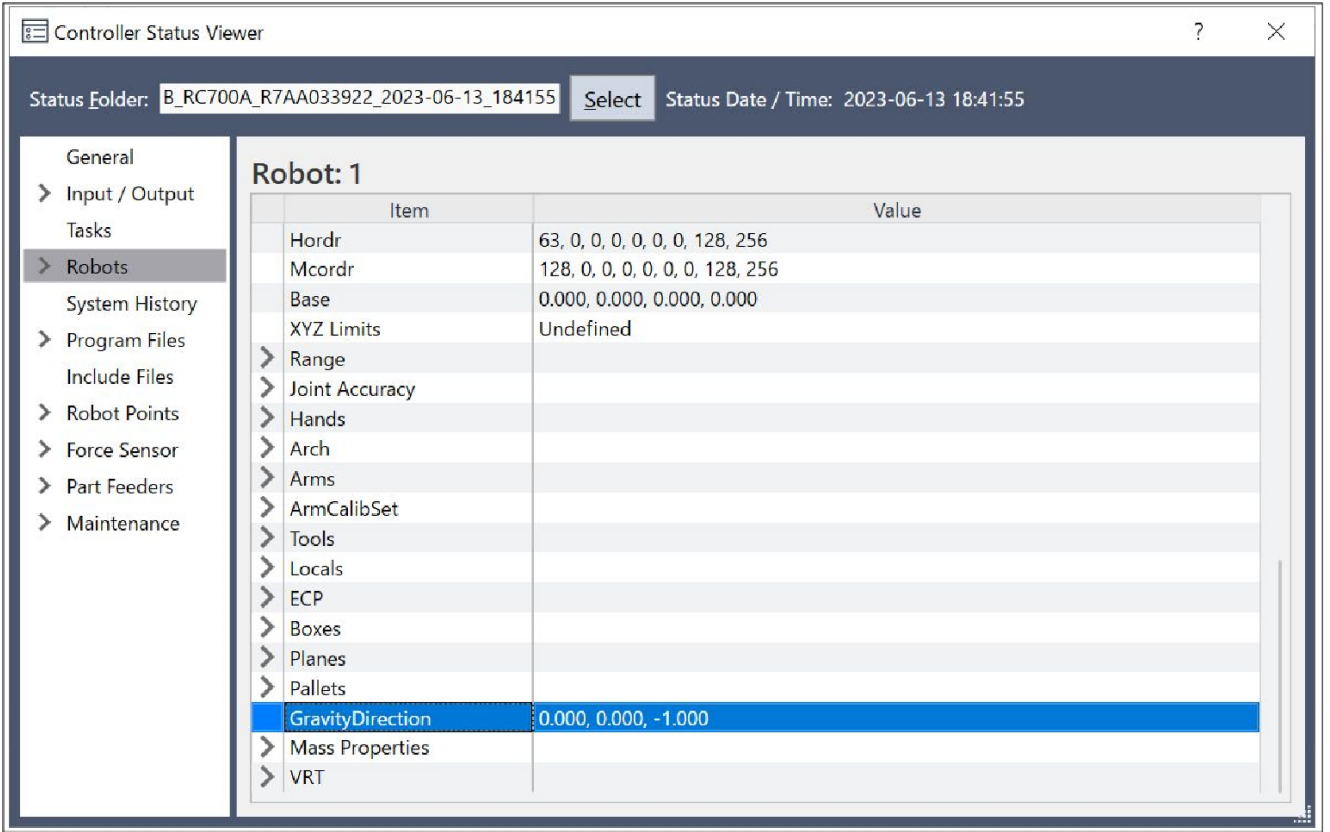 Controller Status Viewer ? ×
Status Folder: B_RC700A_R7AA033922_2023-06-13_184155 Select Status Date / Time: 2023-06-13 18:41:55
General
Input / Output
Tasks
Robots
System History
Program Files
Include Files
Robot Points
Force Sensor
Part Feeders
Maintenance
Robot: 1
Item Value
Hordr 63, 0, 0, 0, 0, 0, 0, 128, 256
Mcordr 128, 0, 0, 0, 0, 0, 0, 128, 256
Base 0.000, 0.000, 0.000, 0.000
XYZ Limits Undefined
Range
Joint Accuracy
Hands
Arch
Arms
ArmCalibSet
Tools
Locals
ECP
Boxes
Planes
Pallets
GravityDirection 0.000, 0.000, -1.000
Mass Properties
VRT